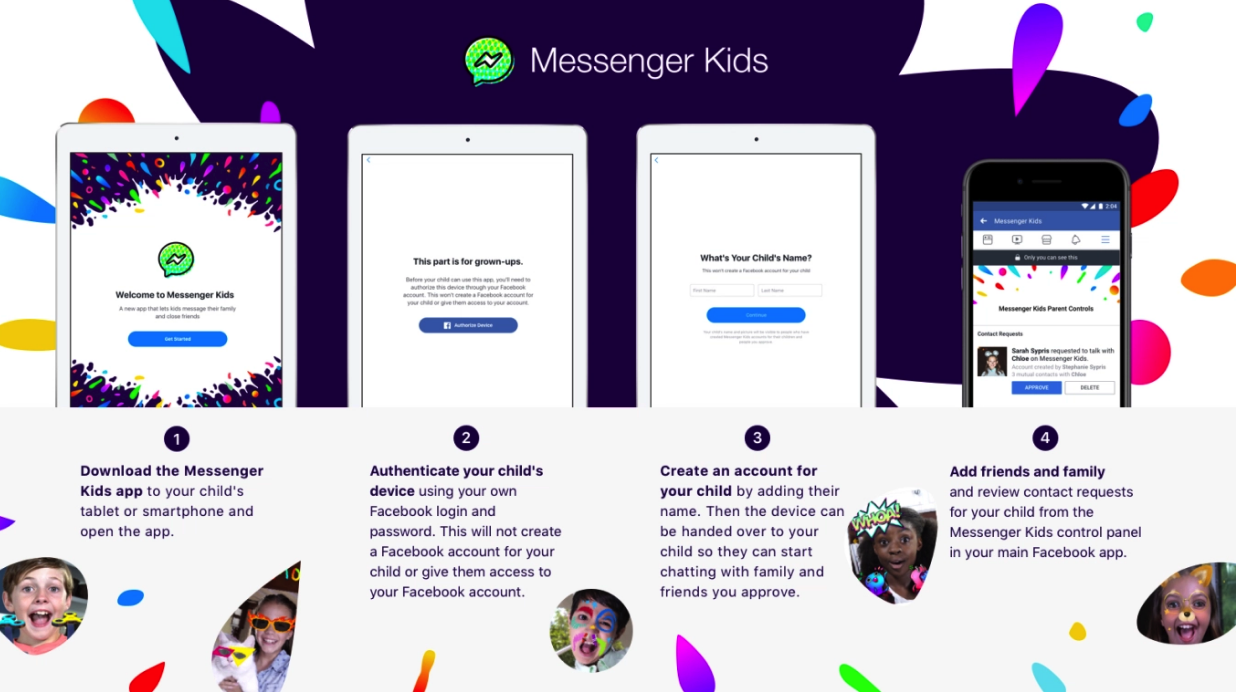 Messenger Kids
Welcome to Messenger Kids
A new app that lets kids message their family
and close friends
Get Started
This part is for grown-ups.
Before your child can use this app, you'll need to
authorize this device through your Facebook
account. This won't create a Facebook account for
your child or give them access to your account.
Authorize Device
What's Your Child's Name?
This won't create a Facebook account for your child
First Name
Last Name
Continue
2:04
Messenger Kids
Only you can see this
Messenger Kids Parent Controls
Contact Requests
Sarah Sypris requested to talk with
Chloe on Messenger Kids.
Account created by Stephanie Sypris
3 mutual contacts with Chloe
APPROVE
DELETE
1
Download the Messenger
Kids app to your child's
tablet or smartphone and
open the app.
2
Authenticate your child's
device using your own
Facebook login and
password. This will not create
a Facebook account for your
child or give them access to
your Facebook account.
3
Create an account for
your child by adding their
name. Then the device can
be handed over to your
child so they can start
chatting with family and
friends you approve.
WHOA!
4
Add friends and family
and review contact requests
for your child from the
Messenger Kids control panel
in your main Facebook app.